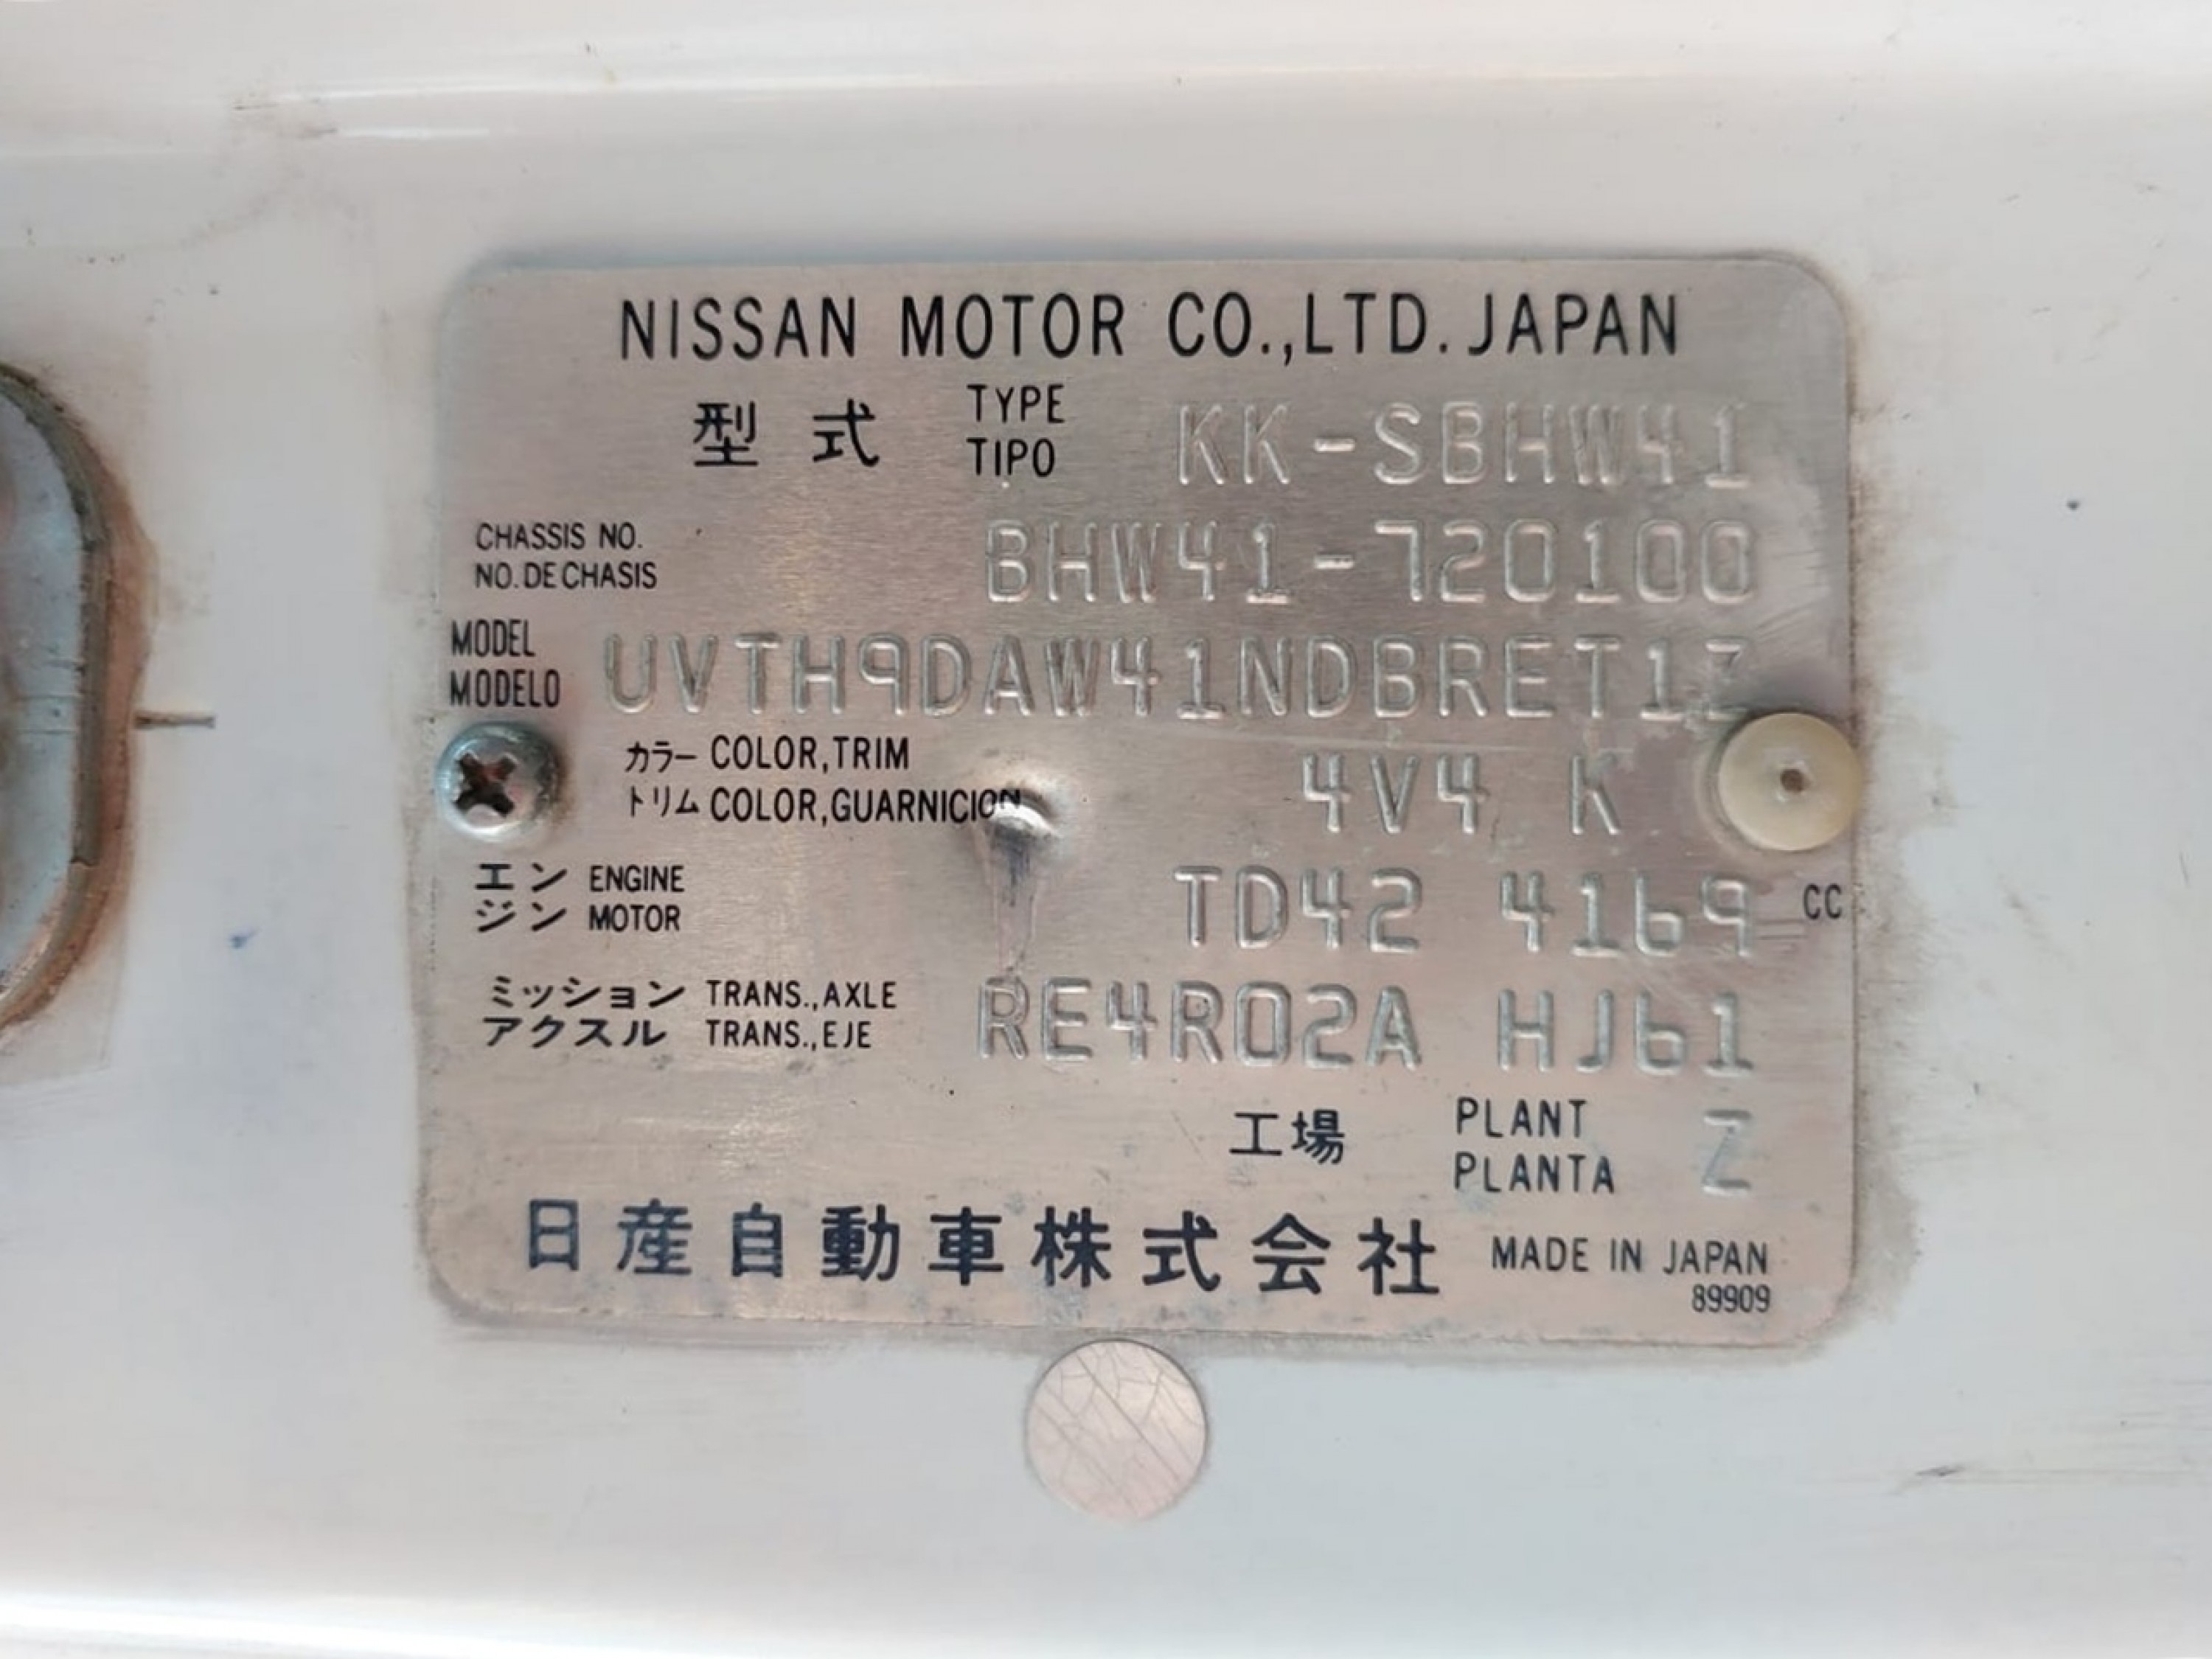 NISSAN MOTOR CO.,LTD. JAPAN
型式 TYPE TIPO KK-SBHW41
CHASSIS NO.
NO. DE CHASIS BHW41-720100
MODEL
MODELO UVTH9DAW41NDBRET1Z
カラー COLOR,TRIM
トリム COLOR,GUARNICION 4V4 K
エン ENGINE
ジン MOTOR TD42 4169 CC
ミッション TRANS.,AXLE
アクスル TRANS.,EJE RE4R02A HJ61
工場 PLANT PLANTA Z
日産自動車株式会社 MADE IN JAPAN
89909